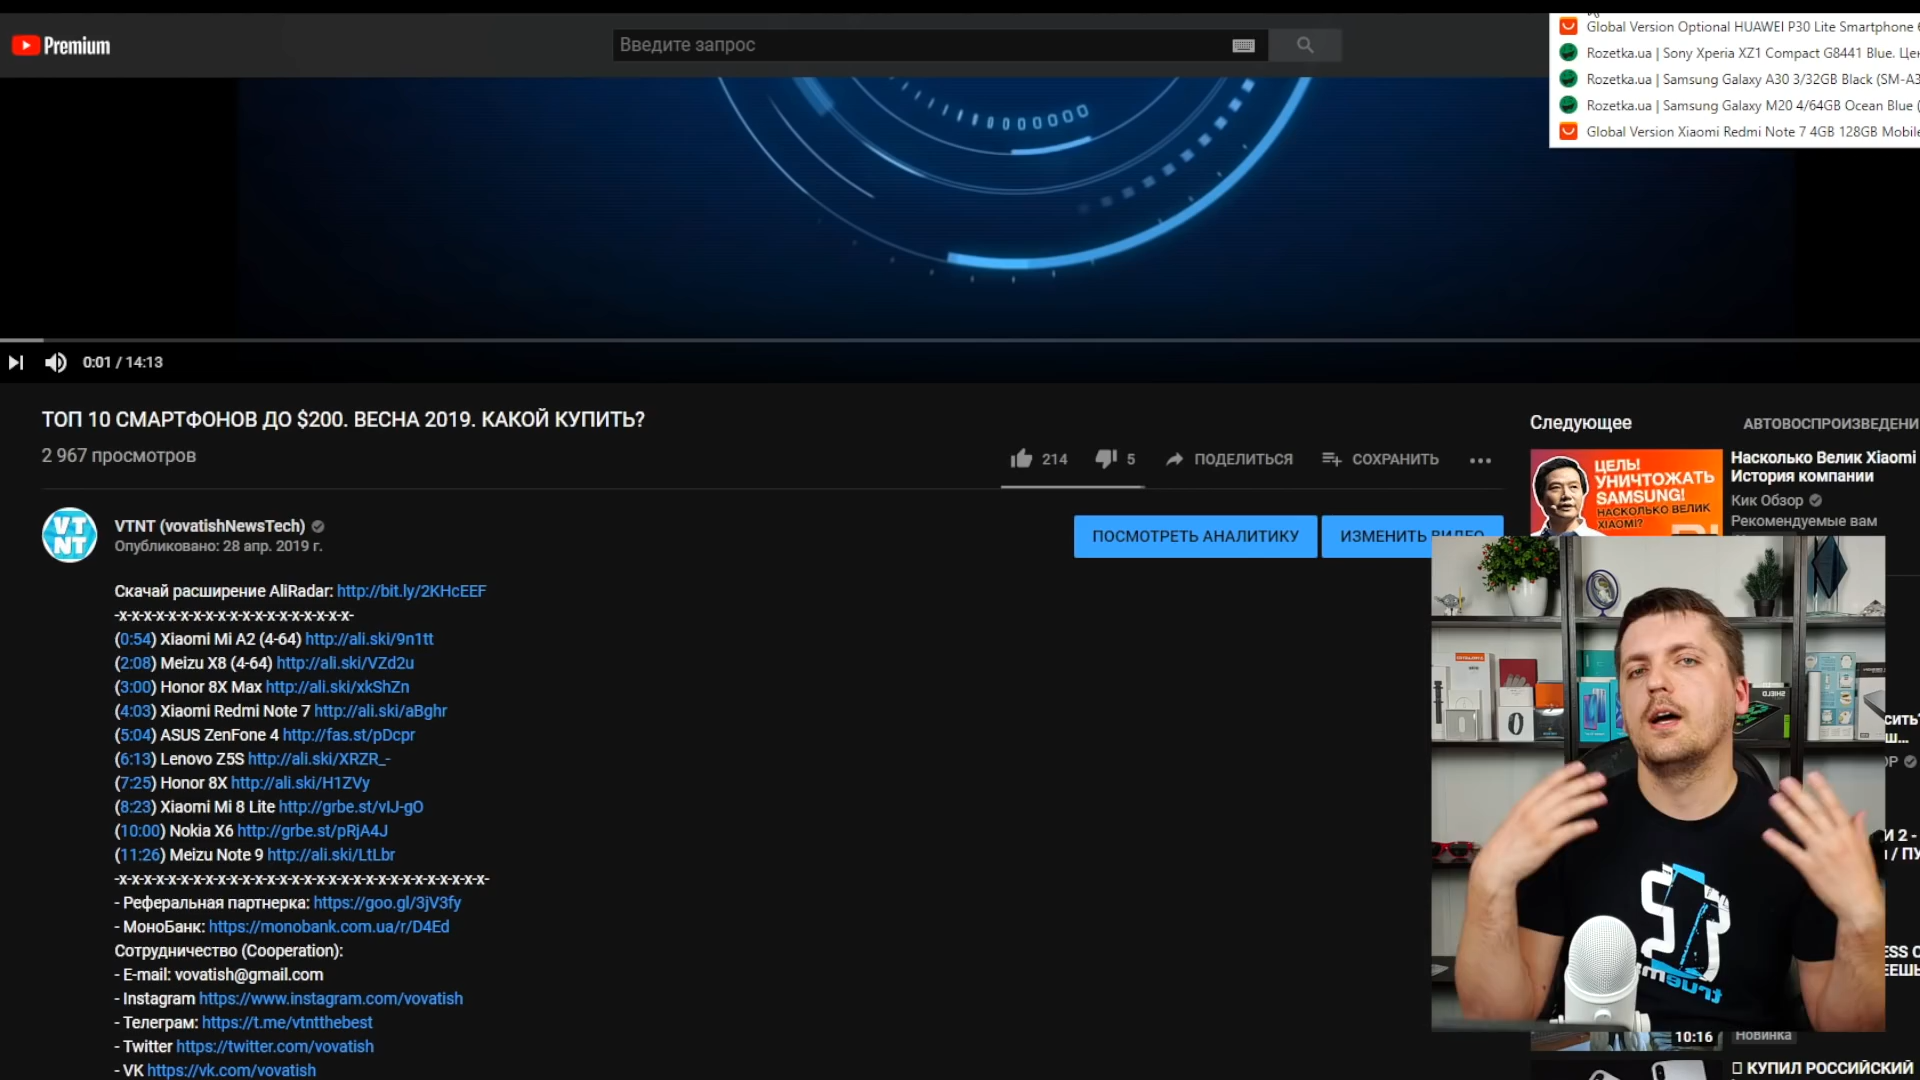 Premium
Введите запрос
Global Version Optional HUAWEI P30 Lite Smartphone
Rozetka.ua | Sony Xperia XZ1 Compact G8441 Blue.
Rozetka.ua | Samsung Galaxy A30 3/32GB Black (SM-A3
Rozetka.ua | Samsung Galaxy M20 4/64GB Ocean Blue (
Global Version Xiaomi Redmi Note 7 4GB 128GB Mobile
0:01 / 14:13
ТОП 10 СМАРТФОНОВ ДО $200. ВЕСНА 2019. КАКОЙ КУПИТЬ?
2 967 просмотров
214
5
ПОДЕЛИТЬСЯ
СОХРАНИТЬ
VT
NT
VTNT (vovatishNewsTech)
Опубликовано: 28 апр. 2019 г.
ПОСМОТРЕТЬ АНАЛИТИКУ
ИЗМЕНИТЬ ВИДЕО
Скачай расширение AliRadar: http://bit.ly/2KHcEEF
-x-x-x-x-x-x-x-x-x-x-x-x-x-x-x-x-x-x-x-
(0:54) Xiaomi Mi A2 (4-64) http://ali.ski/9n1tt
(2:08) Meizu X8 (4-64) http://ali.ski/VZd2u
(3:00) Honor 8X Max http://ali.ski/xkShZn
(4:03) Xiaomi Redmi Note 7 http://ali.ski/aBghr
(5:04) ASUS ZenFone 4 http://fas.st/pDcpr
(6:13) Lenovo Z5S http://ali.ski/XRZR_-
(7:25) Honor 8X http://ali.ski/H1ZVy
(8:23) Xiaomi Mi 8 Lite http://grbe.st/vIJ-gO
(10:00) Nokia X6 http://grbe.st/pRjA4J
(11:26) Meizu Note 9 http://ali.ski/LtLbr
-x-x-x-x-x-x-x-x-x-x-x-x-x-x-x-x-x-x-x-x-x-x-x-x-x-x-x-x-x-x-
- Реферальная партнерка: https://goo.gl/3jV3fy
- МоноБанк: https://monobank.com.ua/r/D4Ed
Сотрудничество (Cooperation):
- E-mail: vovatish@gmail.com
- Instagram https://www.instagram.com/vovatish
- Телеграм: https://t.me/vtntthebest
- Twitter https://twitter.com/vovatish
- VK https://vk.com/vovatish
Следующее
АВТОВОСПРОИЗВЕДЕНИ
ЦЕЛЬ!
УНИЧТОЖАТЬ
SAMSUNG!
НАСКОЛЬКО ВЕЛИК
XIAOMI?
Насколько Велик Xiaomi
История компании
Кик Обзор
Рекомендуемые вам
10:16
Новинка
КУПИЛ РОССИЙСКИЙ